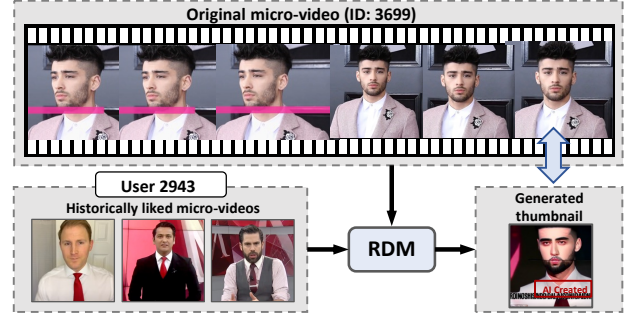 Original micro-video (ID: 3699)
User 2943
Historically liked micro-videos
RDM
Generated
thumbnail
AI Created